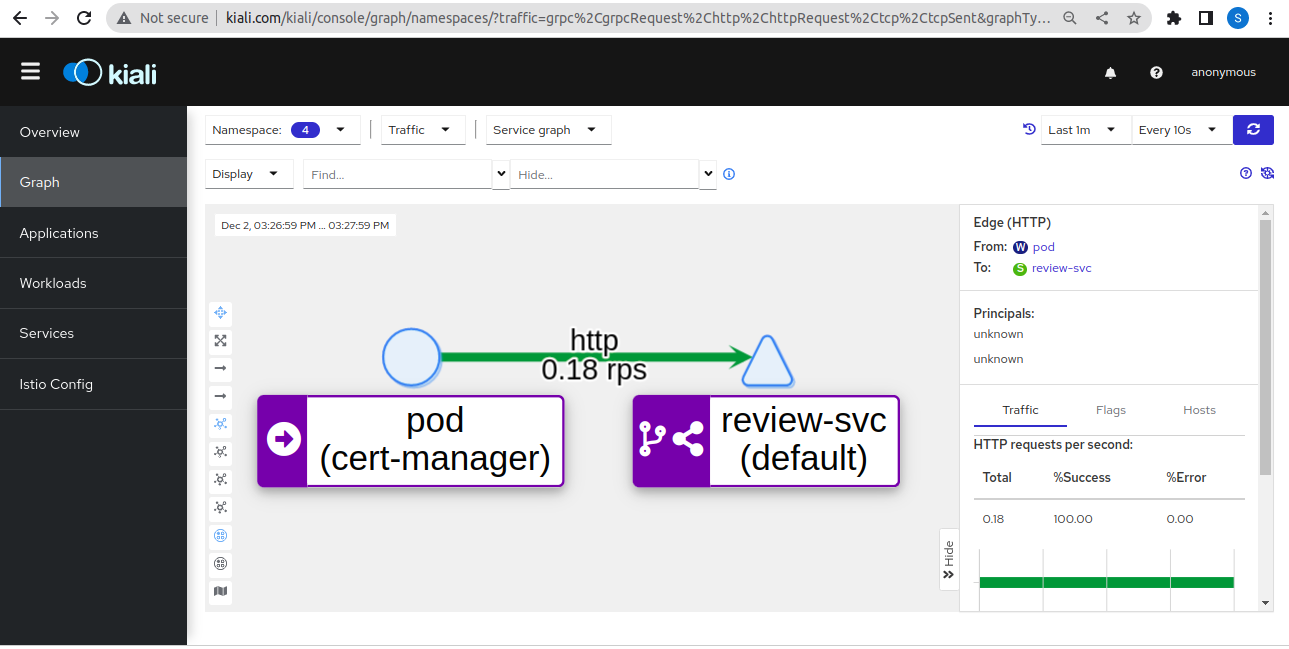 Not secure
kiali.com/kiali/console/graph/namespaces/?traffic=grpc%2CgrpcRequest%2Chttp%2ChttpRequest%2Ctcp%2CtcpSent&graphTy...
S
kiali
anonymous
Overview
Graph
Applications
Workloads
Services
Istio Config
Namespace: 4
Traffic
Service graph
Last 1m
Every 10s
Display
Find...
Hide...
Dec 2, 03:26:59 PM ... 03:27:59 PM
http
0.18 rps
pod
(cert-manager)
review-svc
(default)
Hide
Edge (HTTP)
From: W pod
To: S review-svc
Principals:
unknown
unknown
Traffic Flags Hosts
HTTP requests per second:
Total %Success %Error
0.18 100.00 0.00